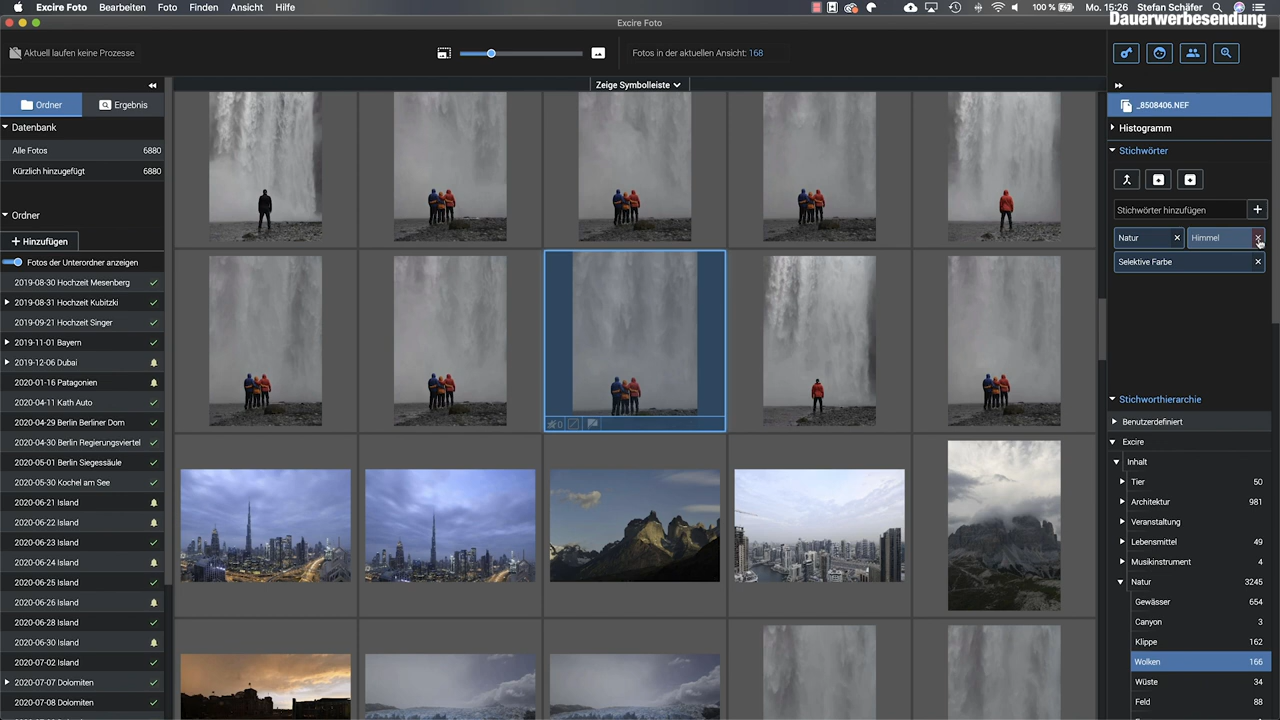 Excire Foto Bearbeiten Foto Finden Ansicht Hilfe 100 % Mo. 15:26 Stefan Schäfer
Dauerwerbesendung
Excire Foto
Aktuell laufen keine Prozesse
Fotos in der aktuellen Ansicht: 168
Zeige Symbolleiste
Ordner Ergebnis
Datenbank
Alle Fotos 6880
Kürzlich hinzugefügt 6880
Ordner
+ Hinzufügen
Fotos der Unterordner anzeigen
2019-08-30 Hochzeit Mesenberg
2019-08-31 Hochzeit Kubitzki
2019-09-21 Hochzeit Singer
2019-11-01 Bayern
2019-12-06 Dubai
2020-01-16 Patagonien
2020-04-11 Kath Auto
2020-04-29 Berlin Berliner Dom
2020-04-30 Berlin Regierungsviertel
2020-05-01 Berlin Siegessäule
2020-05-30 Kochel am See
2020-06-21 Island
2020-06-22 Island
2020-06-23 Island
2020-06-24 Island
2020-06-25 Island
2020-06-26 Island
2020-06-28 Island
2020-06-30 Island
2020-07-02 Island
2020-07-07 Dolomiten
2020-07-08 Dolomiten
_8508406.NEF
Histogramm
Stichwörter
Stichwörter hinzufügen
Natur Himmel
Selektive Farbe
Stichworthierarchie
Benutzerdefiniert
Excire
Inhalt
Tier 50
Architektur 981
Veranstaltung
Lebensmittel 49
Musikinstrument 4
Natur 3245
Gewässer 654
Canyon 3
Klippe 162
Wolken 166
Wüste 34
Feld 88